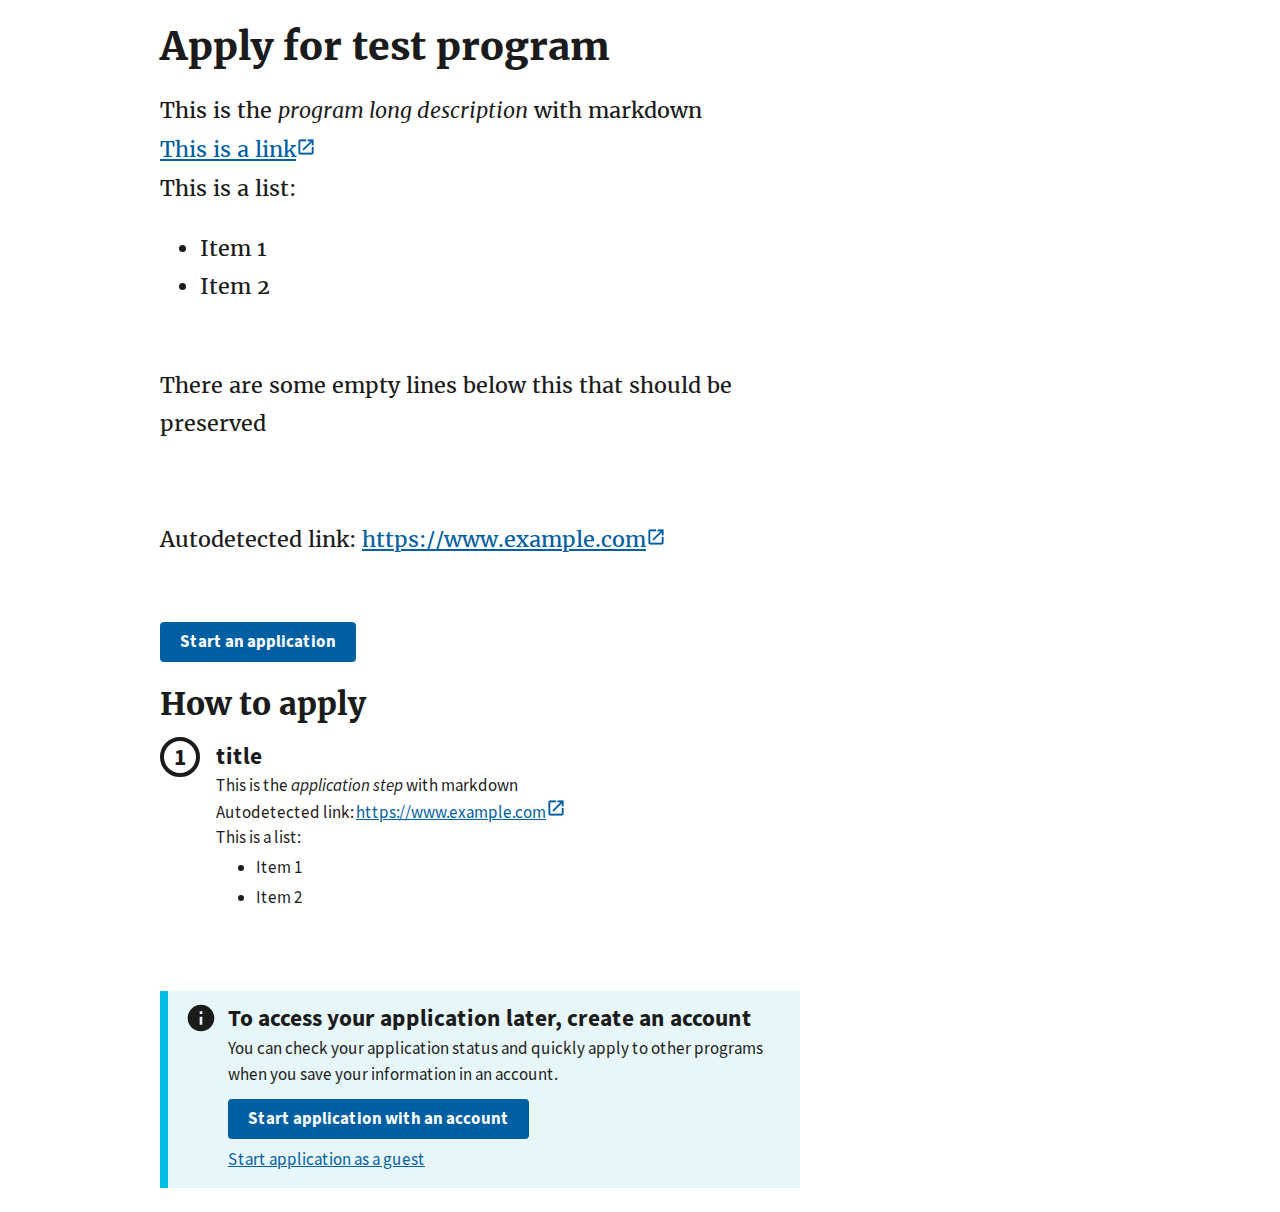 Apply for test program
This is the program long description with markdown
This is a link
This is a list:
Item 1
Item 2
There are some empty lines below this that should be
preserved
Autodetected link: https://www.example.com
Start an application
How to apply
1 title
This is the application step with markdown
Autodetected link: https://www.example.com
This is a list:
Item 1
Item 2
To access your application later, create an account
You can check your application status and quickly apply to other programs
when you save your information in an account.
Start application with an account
Start application as a guest